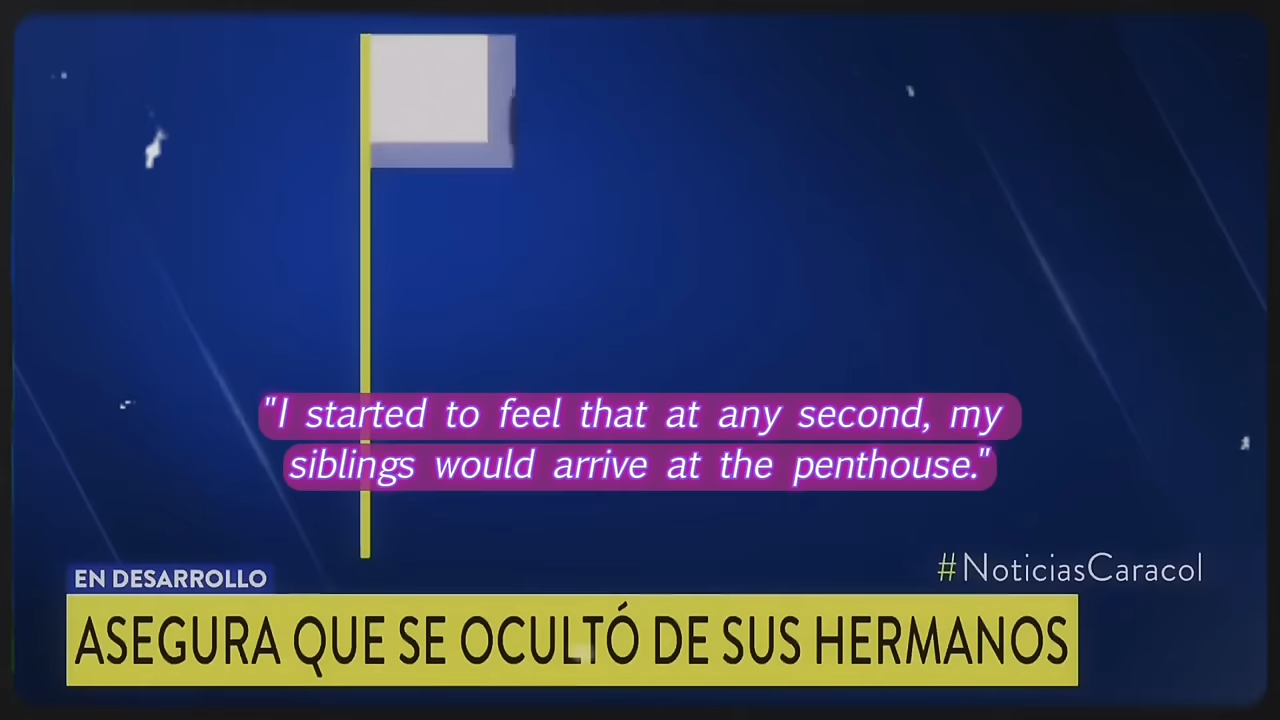 "I started to feel that at any second, my
siblings would arrive at the penthouse."
#NoticiasCaracol
EN DESARROLLO
ASEGURA QUE SE OCULTÓ DE SUS HERMANOS